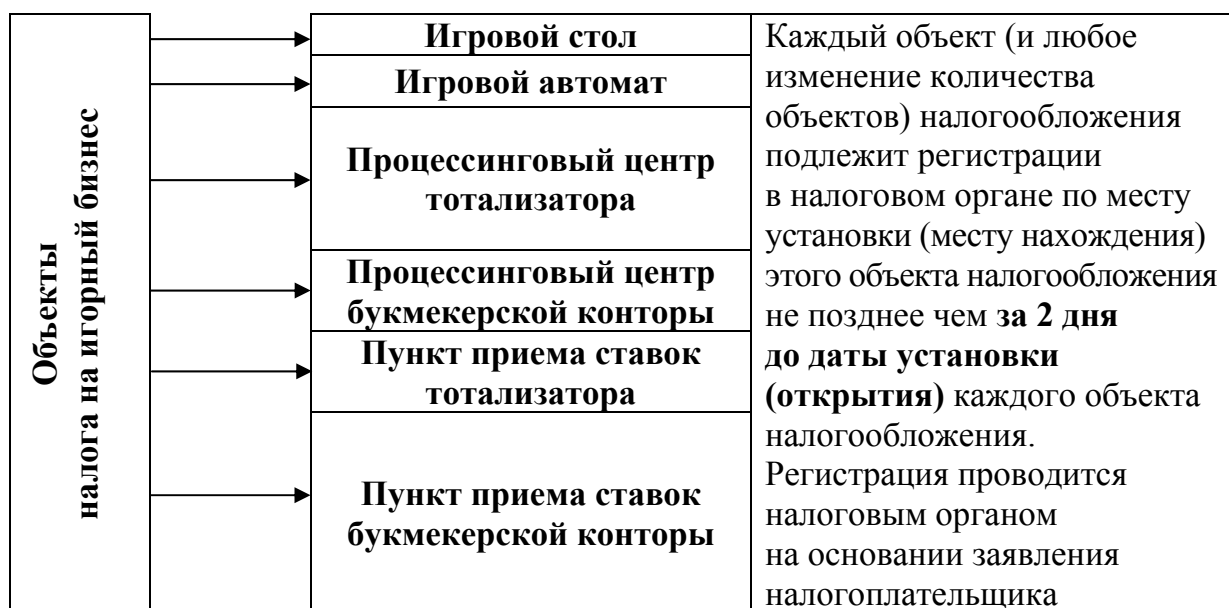 Объекты
налога на игорный бизнес
Игровой стол
Игровой автомат
Процессинговый центр
тотализатора
Процессинговый центр
букмекерской конторы
Пункт приема ставок
тотализатора
Пункт приема ставок
букмекерской конторы
Каждый объект (и любое
изменение количества
объектов) налогообложения
подлежит регистрации
в налоговом органе по месту
установки (месту нахождения)
этого объекта налогообложения
не позднее чем за 2 дня
до даты установки
(открытия) каждого объекта
налогообложения.
Регистрация проводится
налоговым органом
на основании заявления
налогоплательщика